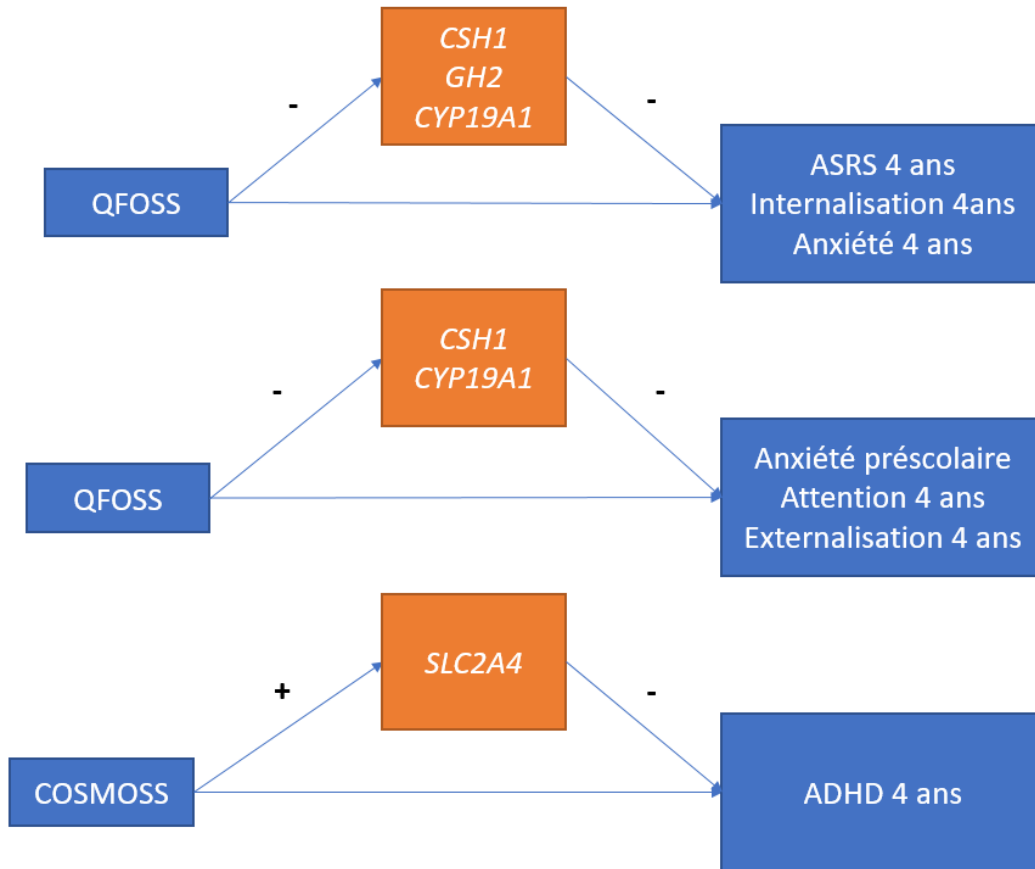 CSH1
GH2
CYP19A1
-
-
QFOSS
ASRS 4 ans
Internalisation 4ans
Anxiété 4 ans
CSH1
CYP19A1
-
-
QFOSS
Anxiété préscolaire
Attention 4 ans
Externalisation 4 ans
SLC2A4
+
-
COSMOSS
ADHD 4 ans